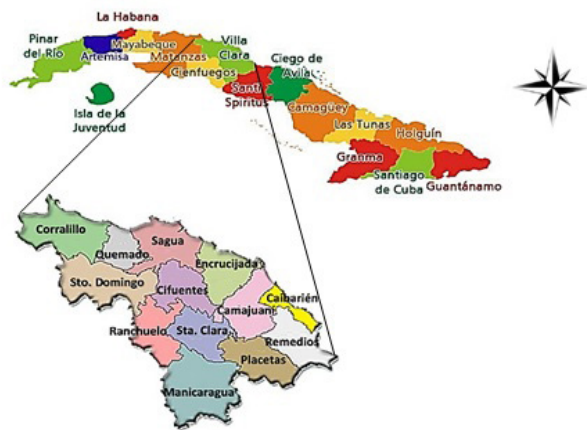 La Habana
Pinar
del Río
Artemisa
Mayabeque
Matanzas
Villa
Clara
Cienfuegos
Santi
Spíritus
Ciego de
Avila
Isla de la
Juventud
Camagüey
Las Tunas
Holguín
Granma
Santiago
de Cuba
Guantánamo
Corralillo
Quemado
Sagua
Encrucijada
Sto. Domingo
Cifuentes
Camajuaní
Caibarién
Ranchuelo
Sta. Clara
Remedios
Placetas
Manicaragua